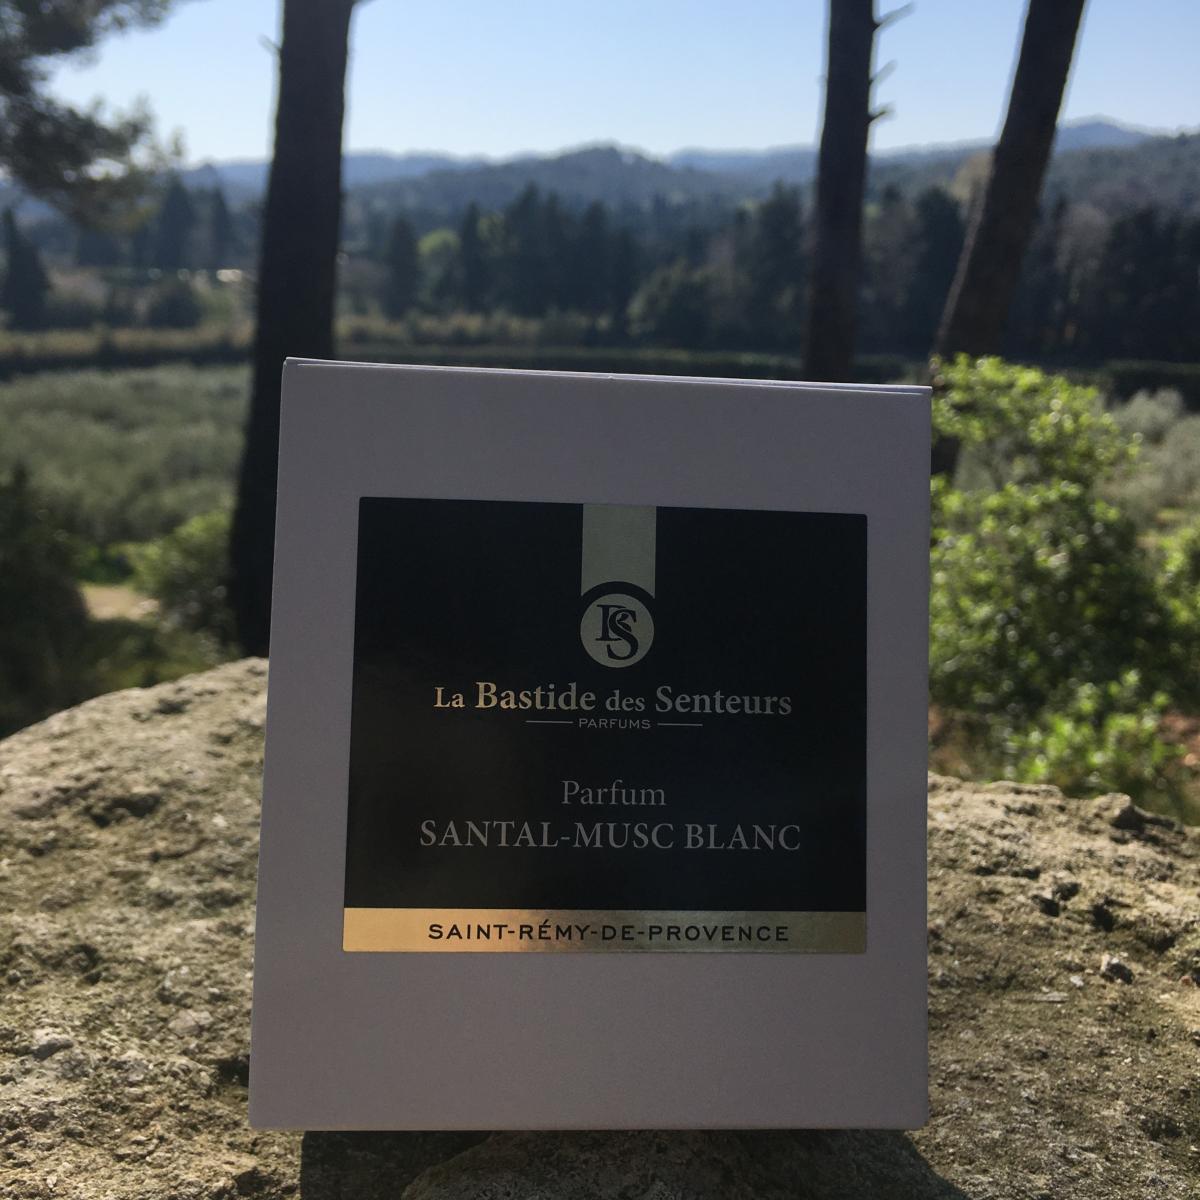 BS
La Bastide des Senteurs
PARFUMS
Parfum
SANTAL-MUSC BLANC
SAINT-RÉMY-DE-PROVENCE